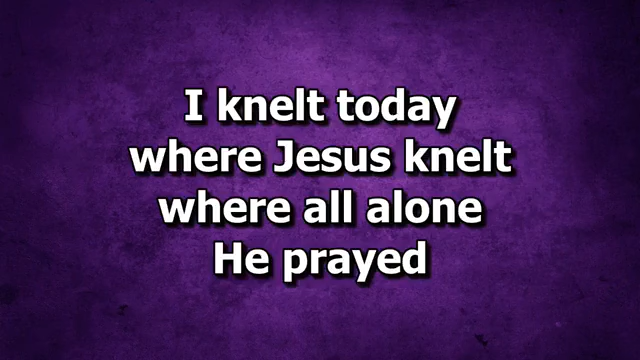 I knelt today
where Jesus knelt
where all alone
He prayed